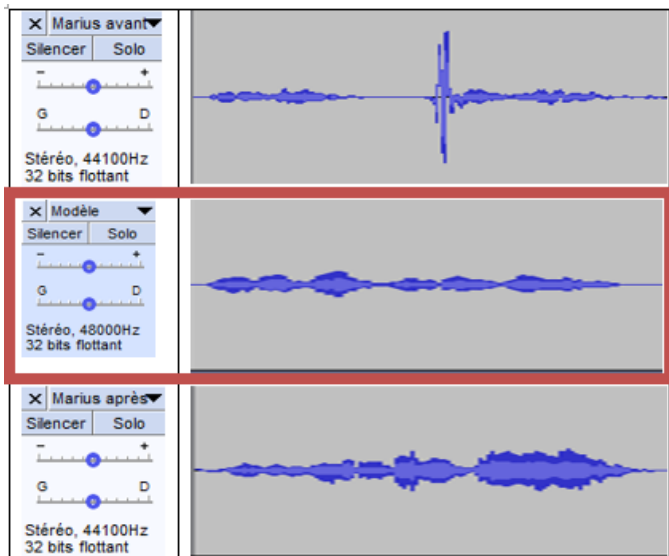 Marius avant
Silencer Solo
- +
G D
Stéréo, 44100Hz
32 bits flottant
Modèle
Silencer Solo
- +
G D
Stéréo, 48000Hz
32 bits flottant
Marius après
Silencer Solo
- +
G D
Stéréo, 44100Hz
32 bits flottant